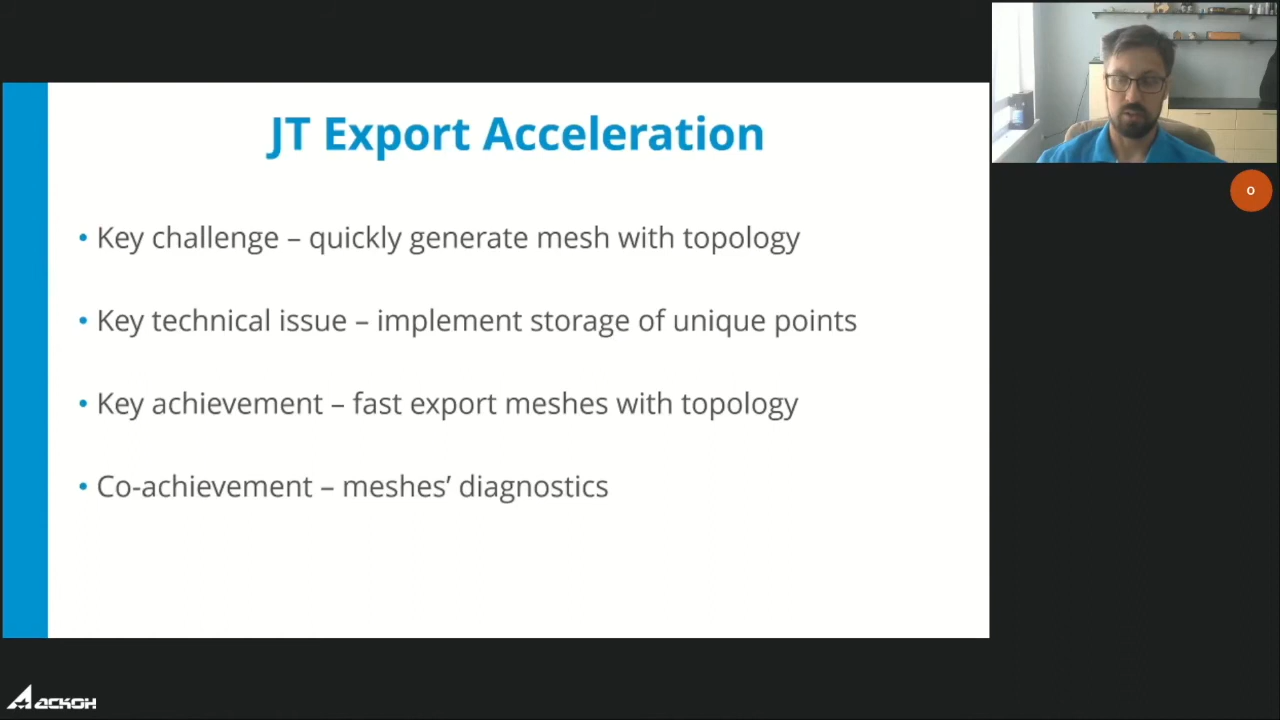 JT Export Acceleration
• Key challenge – quickly generate mesh with topology
• Key technical issue – implement storage of unique points
• Key achievement – fast export meshes with topology
• Co-achievement – meshes’ diagnostics
O
АСКОН